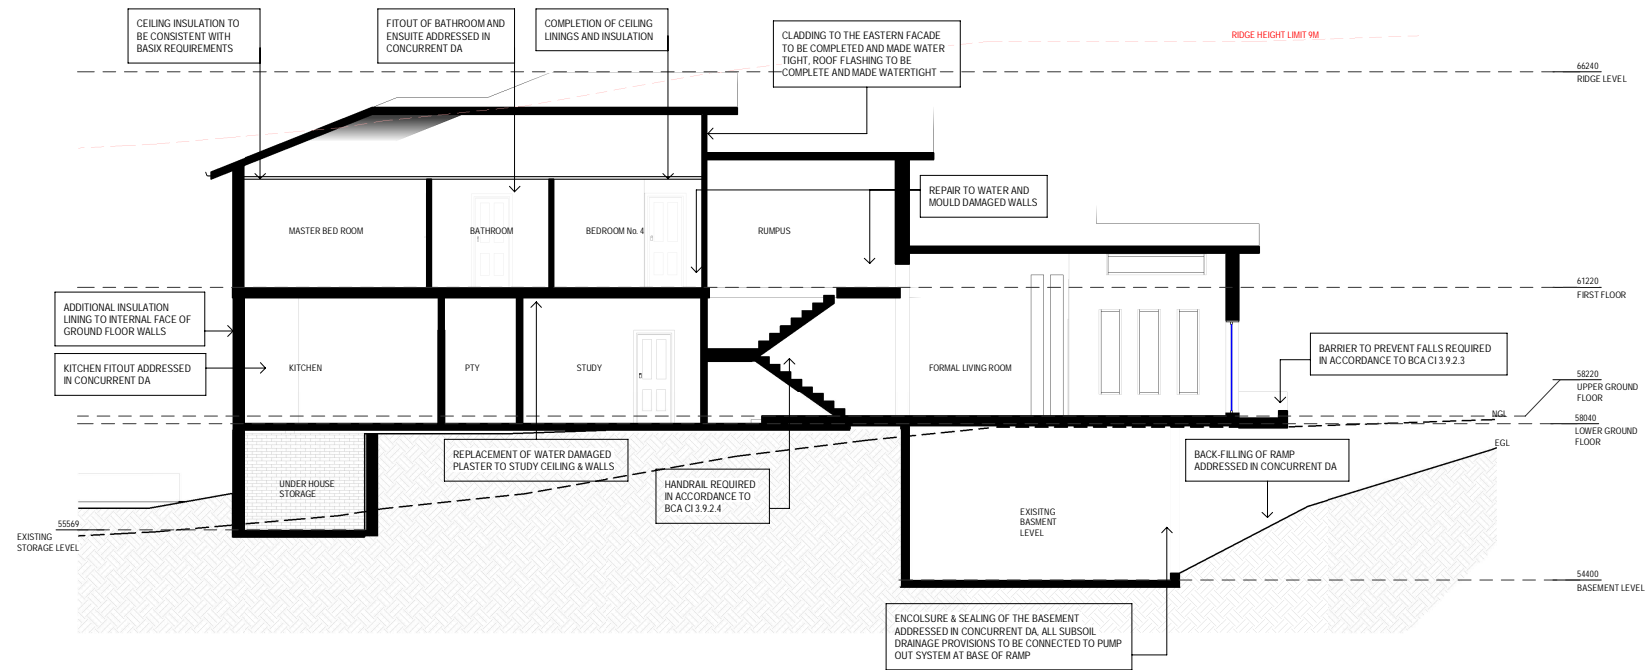 CEILING INSULATION TO
BE CONSISTENT WITH
BASIX REQUIREMENTS
FITOUT OF BATHROOM AND
ENSUITE ADDRESSED IN
CONCURRENT DA
COMPLETION OF CEILING
LININGS AND INSULATION
CLADDING TO THE EASTERN FACADE
TO BE COMPLETED AND MADE WATER
TIGHT, ROOF FLASHING TO BE
COMPLETE AND MADE WATERTIGHT
RIDGE HEIGHT LIMIT 9M
66240
RIDGE LEVEL
REPAIR TO WATER AND
MOULD DAMAGED WALLS
MASTER BED ROOM
BATHROOM
BEDROOM No. 4
RUMPUS
61220
FIRST FLOOR
ADDITIONAL INSULATION
LINING TO INTERNAL FACE OF
GROUND FLOOR WALLS
KITCHEN FITOUT ADDRESSED
IN CONCURRENT DA
KITCHEN
PTY
STUDY
FORMAL LIVING ROOM
BARRIER TO PREVENT FALLS REQUIRED
IN ACCORDANCE TO BCA Cl 3.9.2.3
58220
UPPER GROUND
FLOOR
NGL
58040
LOWER GROUND
FLOOR
EGL
REPLACEMENT OF WATER DAMAGED
PLASTER TO STUDY CEILING & WALLS
HANDRAIL REQUIRED
IN ACCORDANCE TO
BCA Cl 3.9.2.4
BACK-FILLING OF RAMP
ADDRESSED IN CONCURRENT DA
UNDER HOUSE
STORAGE
55569
EXISTING
STORAGE LEVEL
EXISITNG
BASMENT
LEVEL
54400
BASEMENT LEVEL
ENCOLSURE & SEALING OF THE BASEMENT
ADDRESSED IN CONCURRENT DA, ALL SUBSOIL
DRAINAGE PROVISIONS TO BE CONNECTED TO PUMP
OUT SYSTEM AT BASE OF RAMP